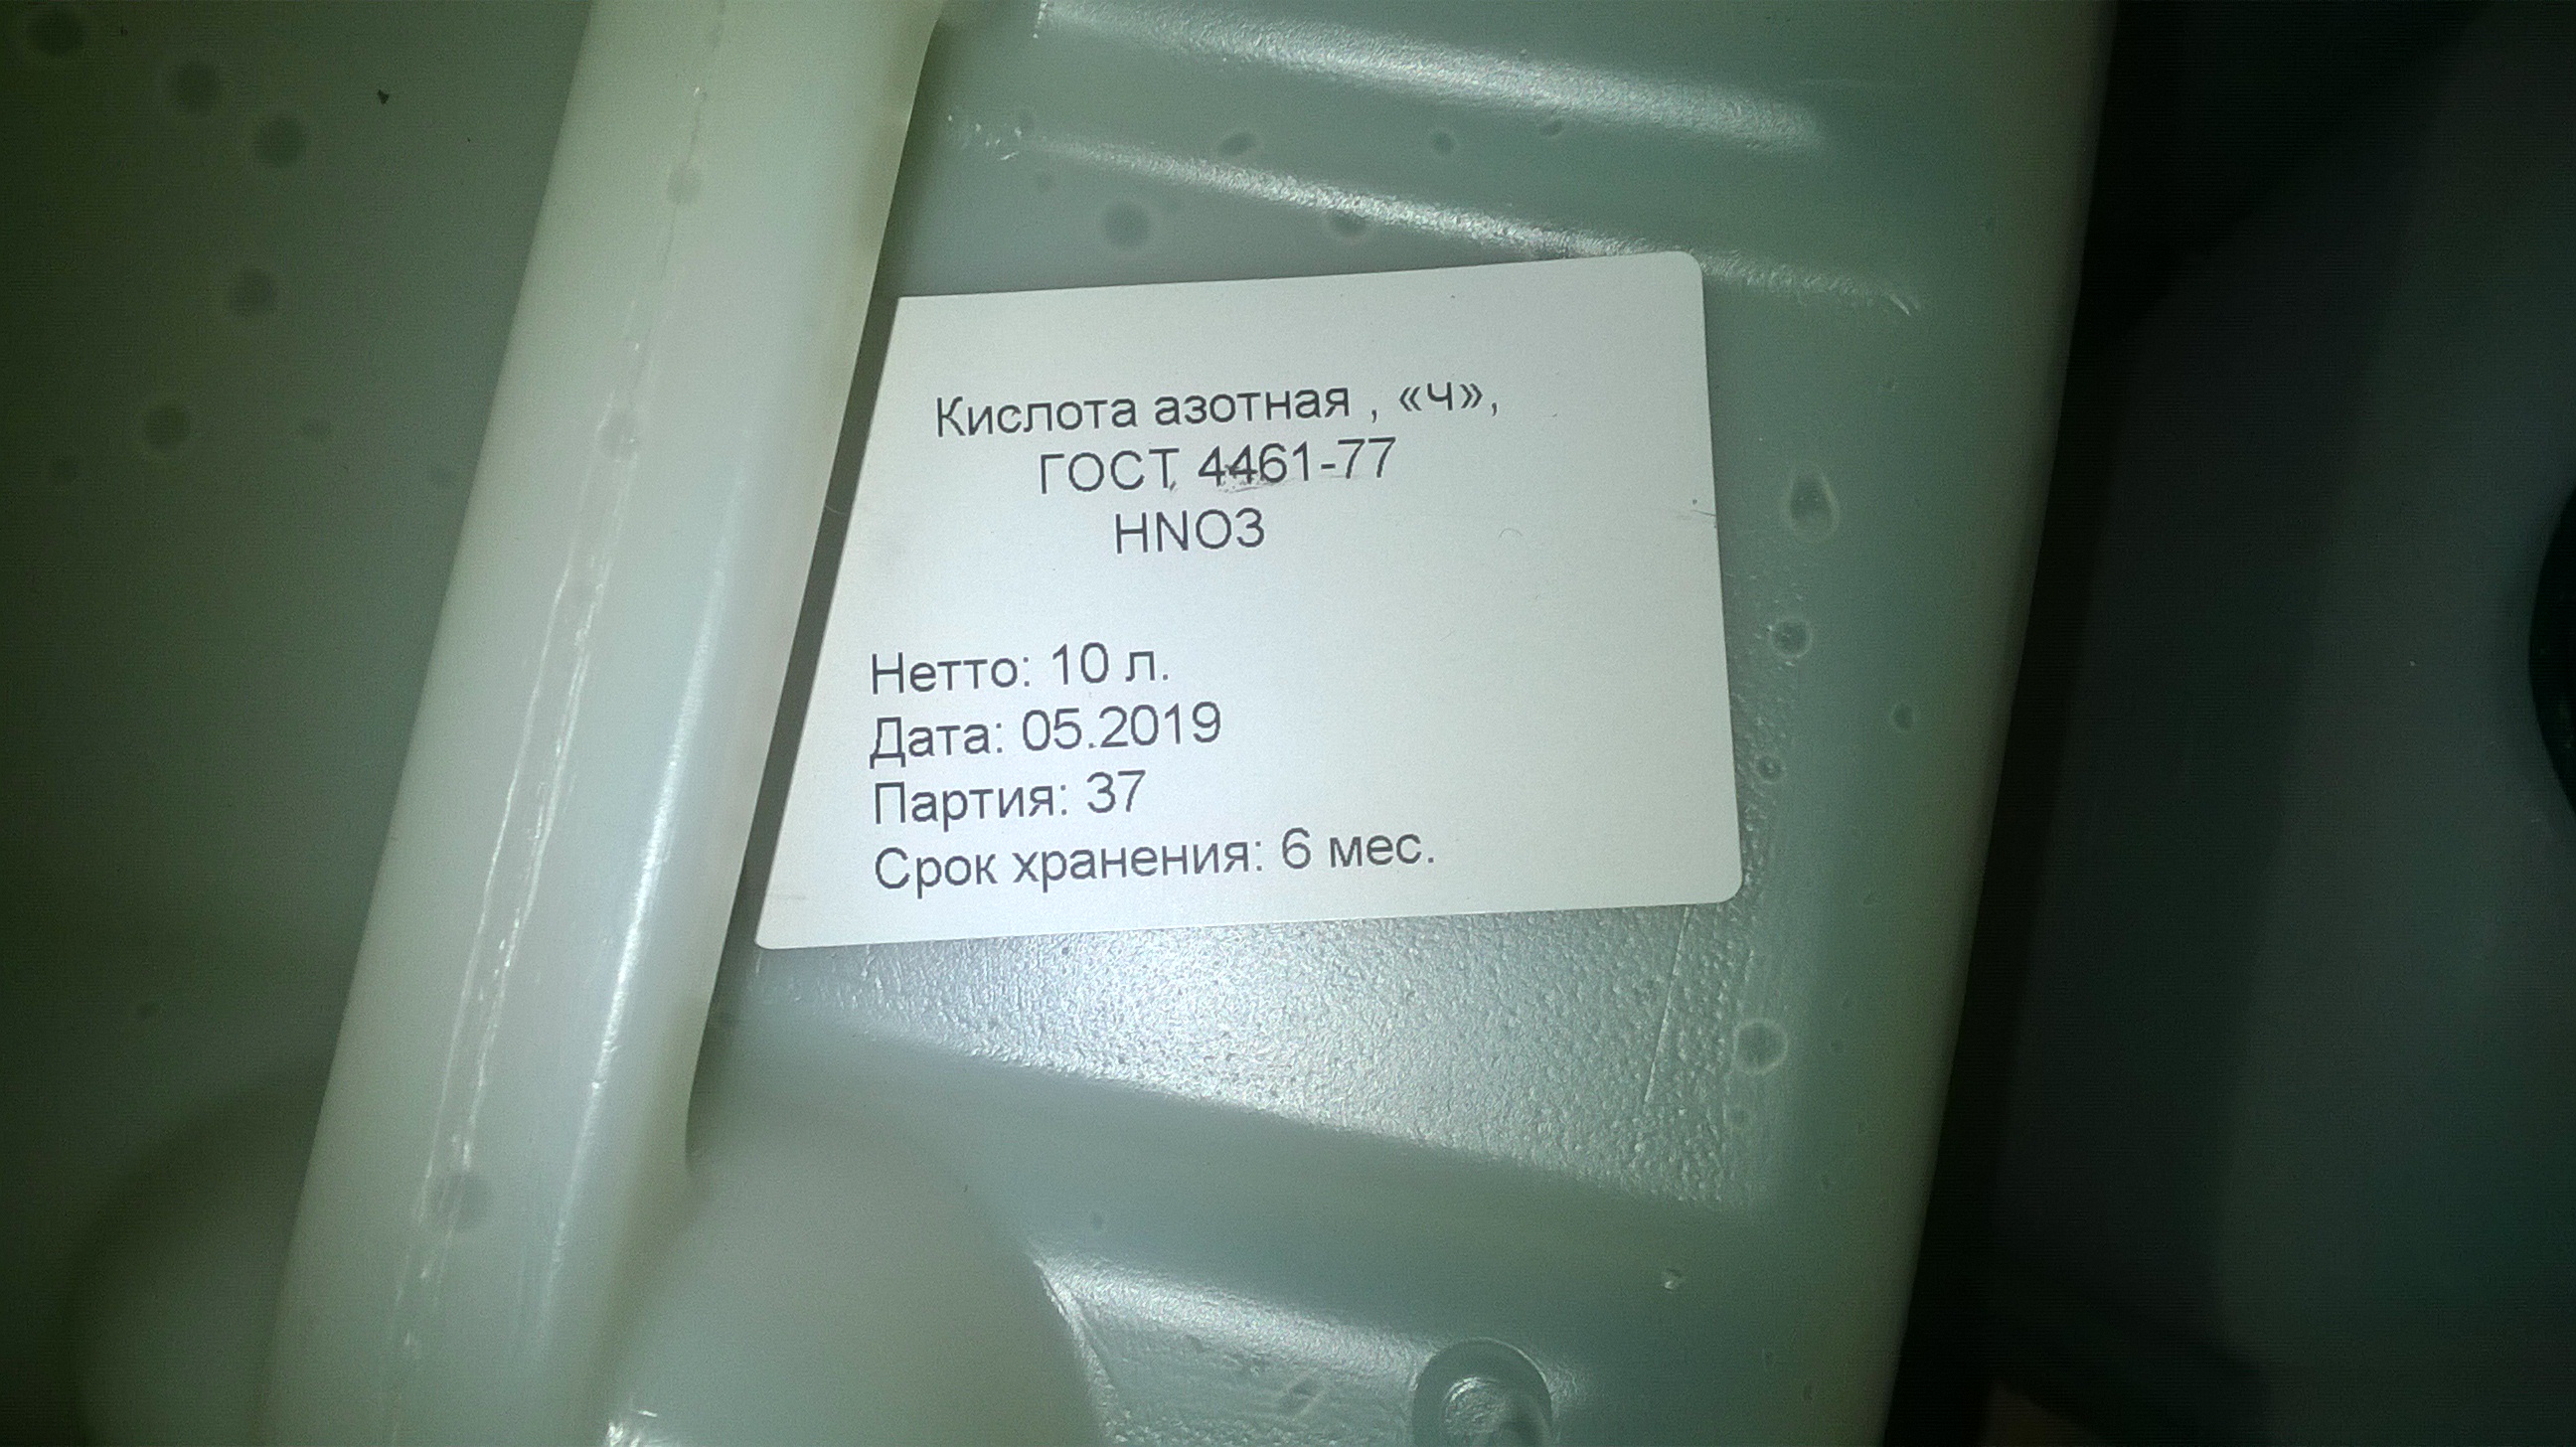 Кислота азотная , «Ч»,
ГОСТ 4461-77
HNO3
Нетто: 10 л.
Дата: 05.2019
Партия: 37
Срок хранения: 6 мес.